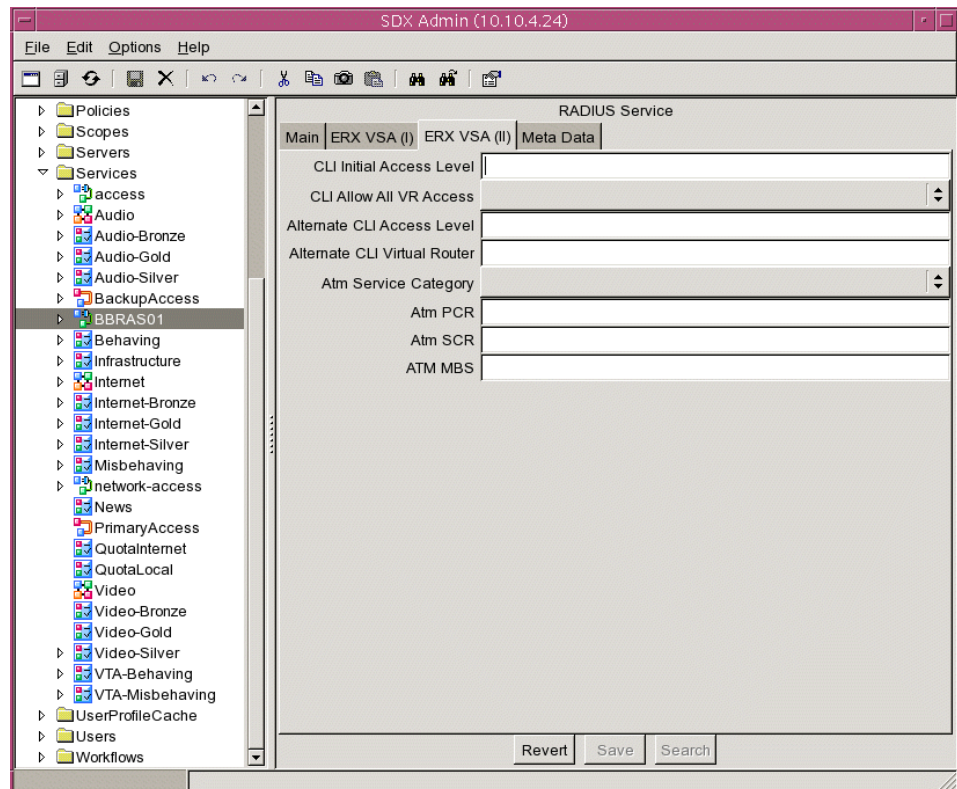 SDX Admin (10.10.4.24)
File Edit Options Help
Policies
Scopes
Servers
Services
access
Audio
Audio-Bronze
Audio-Gold
Audio-Silver
BackupAccess
BBRAS01
Behaving
Infrastructure
Internet
Internet-Bronze
Internet-Gold
Internet-Silver
Misbehaving
network-access
News
PrimaryAccess
QuotaInternet
QuotaLocal
Video
Video-Bronze
Video-Gold
Video-Silver
VTA-Behaving
VTA-Misbehaving
UserProfileCache
Users
Workflows
RADIUS Service
Main ERX VSA (I) ERX VSA (II) Meta Data
CLI Initial Access Level
CLI Allow All VR Access
Alternate CLI Access Level
Alternate CLI Virtual Router
Atm Service Category
Atm PCR
Atm SCR
ATM MBS
Revert Save Search